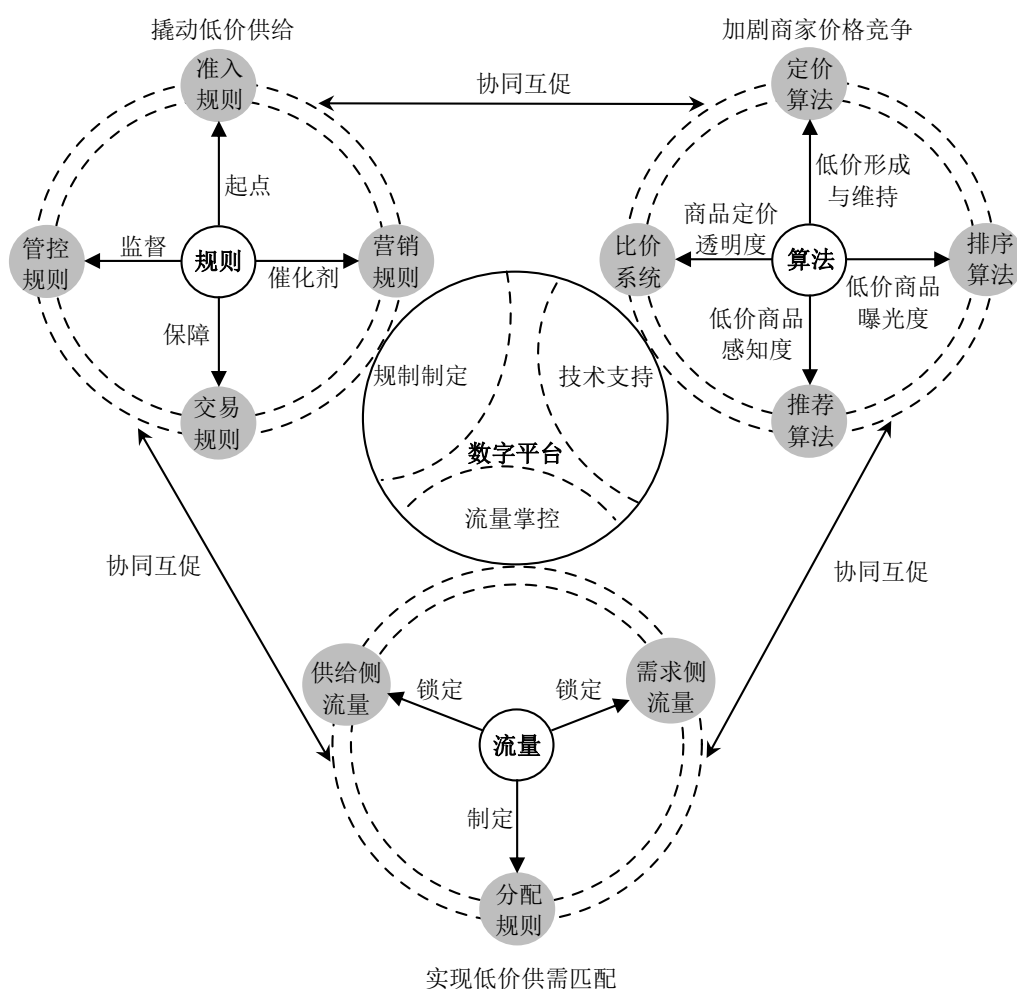 撬动低价供给
准入
规则
起点
管控
规则
监督
规则
催化剂
营销
规则
保障
交易
规则
协同互促
加剧商家价格竞争
定价
算法
低价形成
与维持
比价
系统
商品定价
透明度
算法
排序
算法
低价商品
曝光度
低价商品
感知度
推荐
算法
规制制定
技术支持
数字平台
流量掌控
协同互促
协同互促
供给侧
流量
锁定
锁定
需求侧
流量
流量
制定
分配
规则
实现低价供需匹配